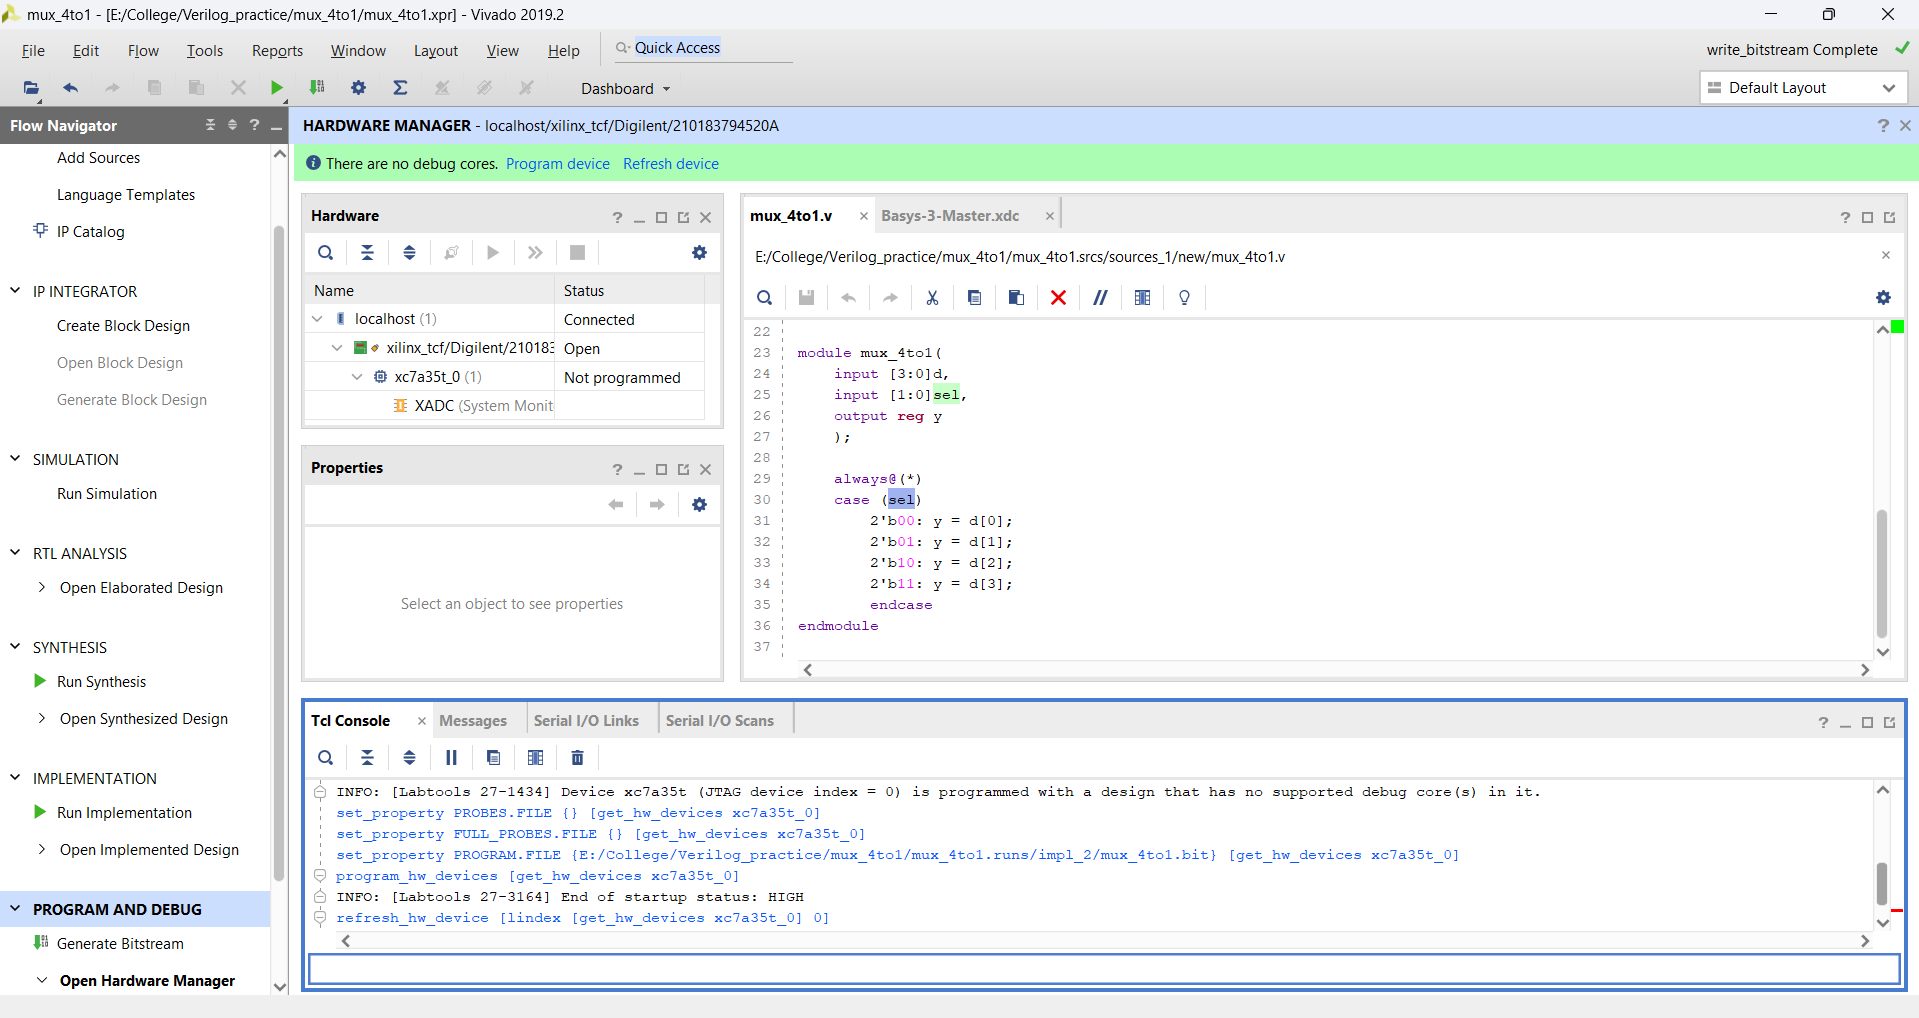 mux_4to1 - [E:/College/Verilog_practice/mux_4to1/mux_4to1.xpr] - Vivado 2019.2
File Edit Flow Tools Reports Window Layout View Help Quick Access
write_bitstream Complete
Dashboard
Default Layout
Flow Navigator
Add Sources
Language Templates
IP Catalog
IP INTEGRATOR
Create Block Design
Open Block Design
Generate Block Design
SIMULATION
Run Simulation
RTL ANALYSIS
Open Elaborated Design
SYNTHESIS
Run Synthesis
Open Synthesized Design
IMPLEMENTATION
Run Implementation
Open Implemented Design
PROGRAM AND DEBUG
Generate Bitstream
Open Hardware Manager
HARDWARE MANAGER - localhost/xilinx_tcf/Digilent/210183794520A
There are no debug cores. Program device Refresh device
Hardware
Name Status
localhost (1) Connected
xilinx_tcf/Digilent/210183 Open
xc7a35t_0 (1) Not programmed
XADC (System Monit
Properties
Select an object to see properties
mux_4to1.v Basys-3-Master.xdc
E:/College/Verilog_practice/mux_4to1/mux_4to1.srcs/sources_1/new/mux_4to1.v
22
23 module mux_4to1(
24 input [3:0]d,
25 input [1:0]sel,
26 output reg y
27 );
28
29 always@(*)
30 case (sel)
31 2'b00: y = d[0];
32 2'b01: y = d[1];
33 2'b10: y = d[2];
34 2'b11: y = d[3];
35 endcase
36 endmodule
37
Tcl Console Messages Serial I/O Links Serial I/O Scans
INFO: [Labtools 27-1434] Device xc7a35t (JTAG device index = 0) is programmed with a design that has no supported debug core(s) in it.
set_property PROBES.FILE {} [get_hw_devices xc7a35t_0]
set_property FULL_PROBES.FILE {} [get_hw_devices xc7a35t_0]
set_property PROGRAM.FILE {E:/College/Verilog_practice/mux_4to1/mux_4to1.runs/impl_2/mux_4to1.bit} [get_hw_devices xc7a35t_0]
program_hw_devices [get_hw_devices xc7a35t_0]
INFO: [Labtools 27-3164] End of startup status: HIGH
refresh_hw_device [lindex [get_hw_devices xc7a35t_0] 0]